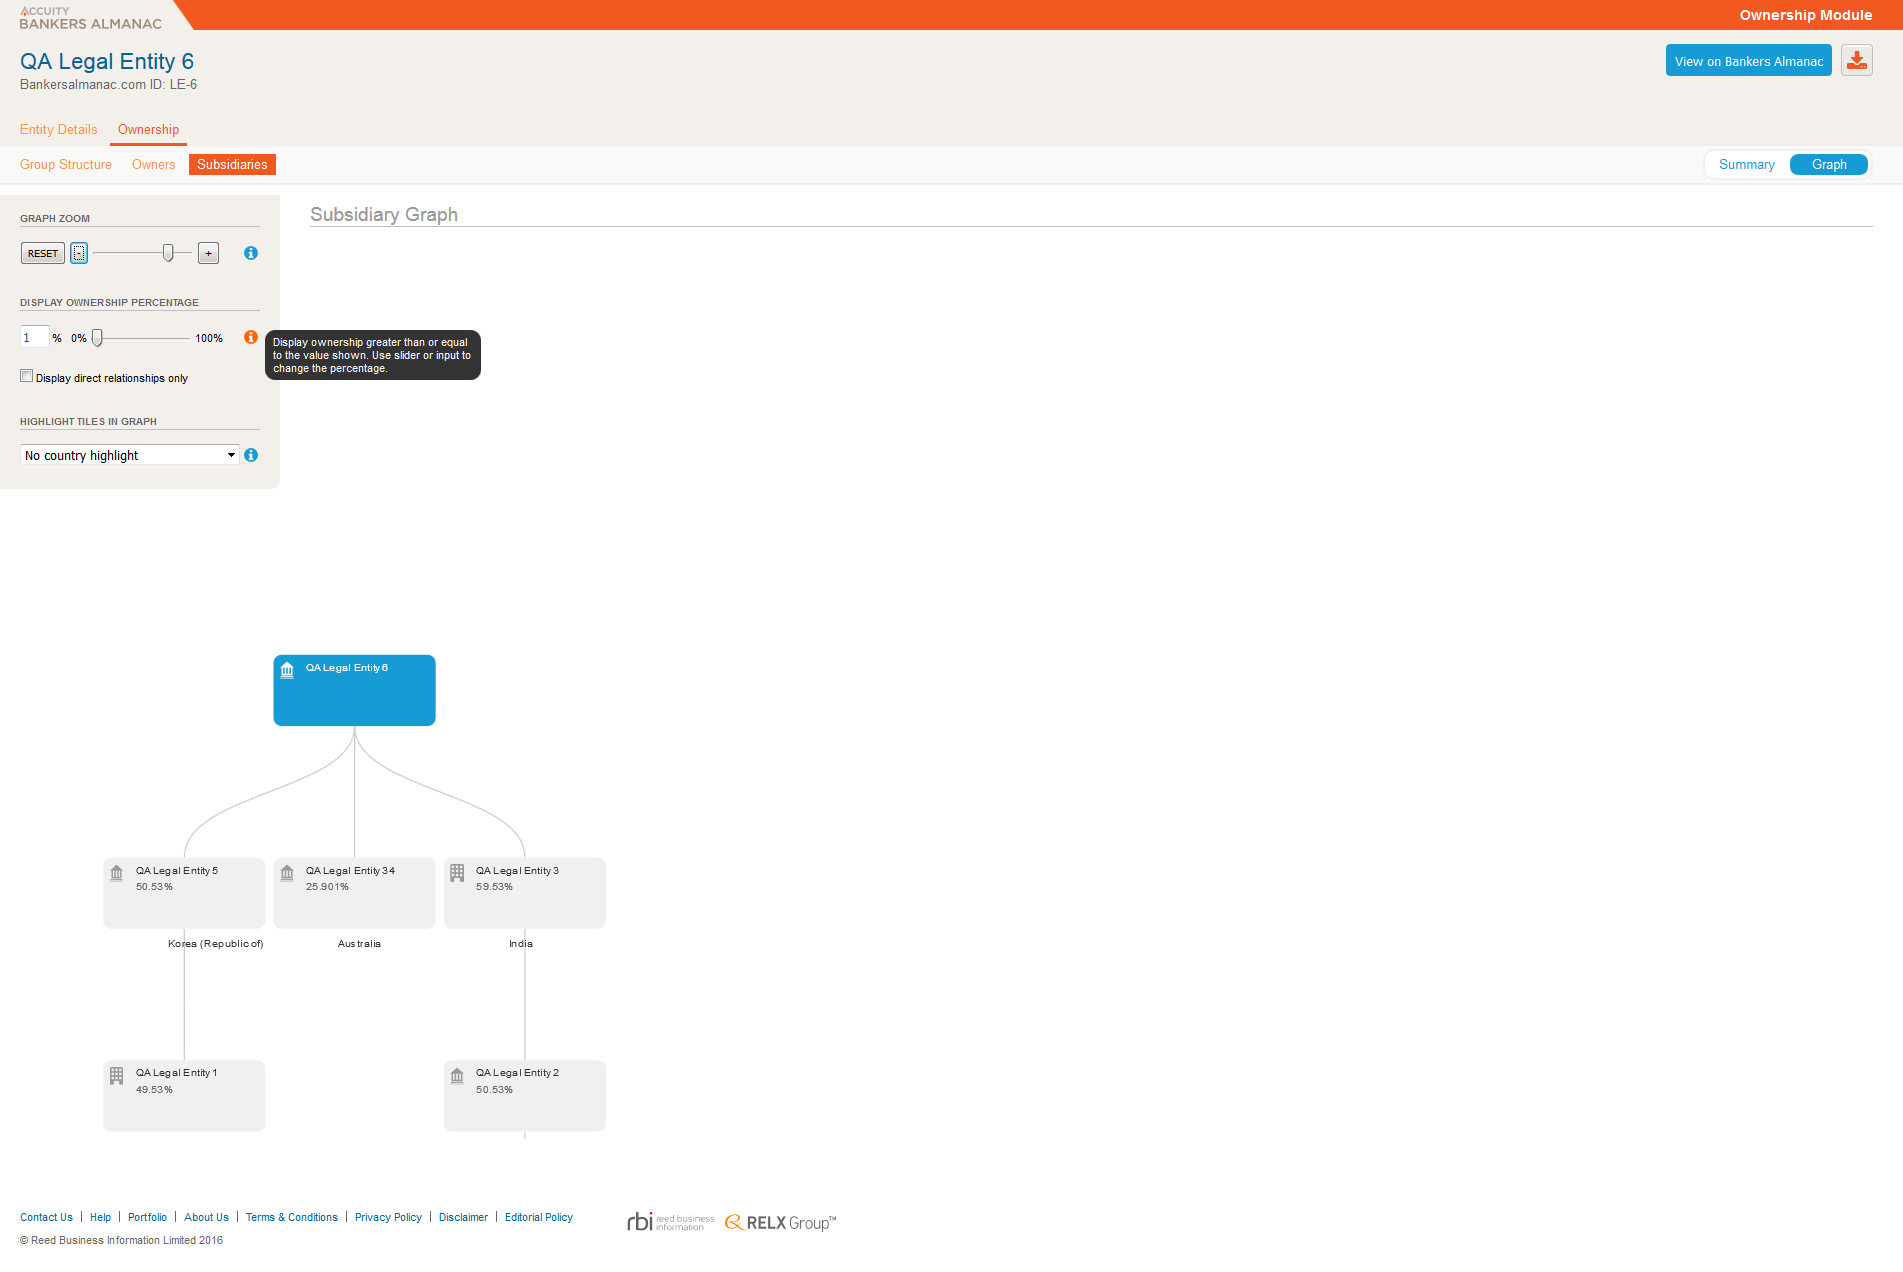 ACCUITY
BANKERS ALMANAC
Ownership Module
QA Legal Entity 6
Bankersalmanac.com ID: LE-6
View on Bankers Almanac
Entity Details Ownership
Group Structure Owners Subsidiaries
Summary Graph
GRAPH ZOOM
RESET - +
DISPLAY OWNERSHIP PERCENTAGE
1 % 0% 100%
Display ownership greater than or equal
to the value shown. Use slider or input to
change the percentage.
Display direct relationships only
HIGHLIGHT TILES IN GRAPH
No country highlight
Subsidiary Graph
QA Legal Entity 6
QA Legal Entity 5
50.53%
Korea (Republic of)
QA Legal Entity 34
25.901%
Australia
QA Legal Entity 3
59.53%
India
QA Legal Entity 1
49.53%
QA Legal Entity 2
50.53%
Contact Us | Help | Portfolio | About Us | Terms & Conditions | Privacy Policy | Disclaimer | Editorial Policy
rbi reed business
information
RELX Group™
© Reed Business Information Limited 2016